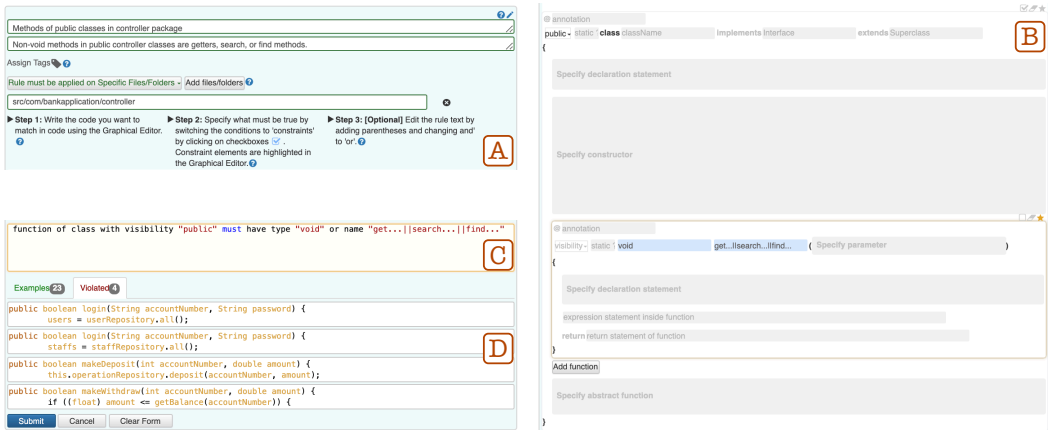 Methods of public classes in controller package
Non-void methods in public controller classes are getters, search, or find methods.
Assign Tags
Rule must be applied on Specific Files/Folders
Add files/folders
src/com/bankapplication/controller
Step 1: Write the code you want to
match in code using the Graphical Editor.
Step 2: Specify what must be true by
switching the conditions to 'constraints'
by clicking on checkboxes .
Constraint elements are highlighted in
the Graphical Editor.
Step 3: [Optional] Edit the rule text by
adding parentheses and changing and'
to 'or'.
A
function of class with visibility "public" must have type "void" or name "get...||search...||find..."
C
Examples 23 Violated 4
public boolean login(String accountNumber, String password) {
users = userRepository.all();
public boolean login(String accountNumber, String password) {
staffs = staffRepository.all();
public boolean makeDeposit(int accountNumber, double amount) {
this.operationRepository.deposit(accountNumber, amount);
public boolean makeWithdraw(int accountNumber, double amount) {
if ((float) amount <= getBalance(accountNumber)) {
D
Submit Cancel Clear Form
annotation
public static class className implements Interface extends Superclass
B
{
Specify declaration statement
Specify constructor
annotation
visibility static void get...||search...||find... ( Specify parameter )
{
Specify declaration statement
expression statement inside function
return return statement of function
}
Add function
Specify abstract function
}